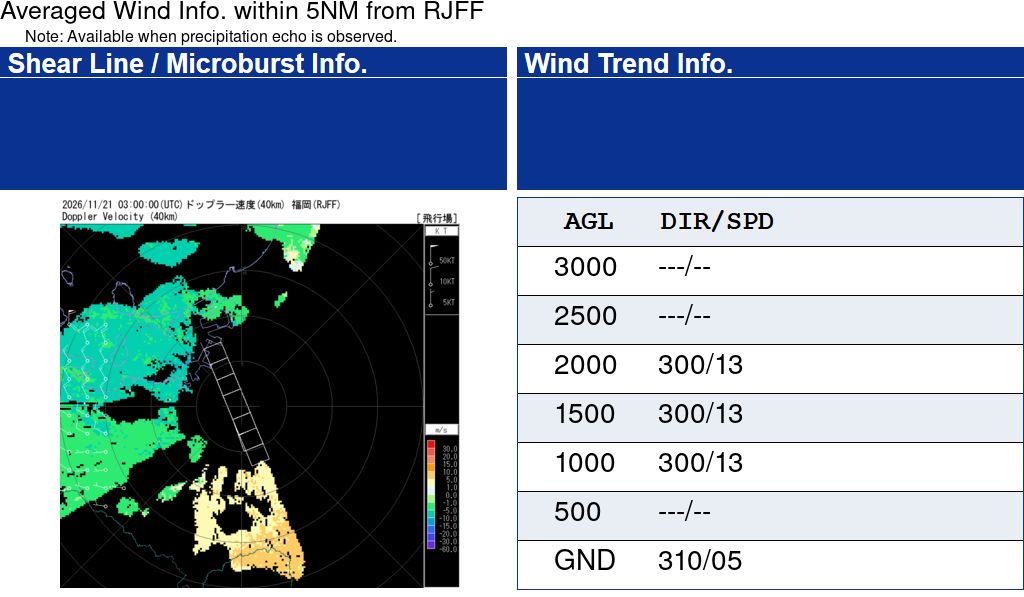 Averaged Wind Info. within 5NM from RJFF
Note: Available when precipitation echo is observed.
Shear Line / Microburst Info.
Wind Trend Info.
2026/11/21 03:00:00(UTC) ドップラー速度(40km) 福岡(RJFF)
Doppler Velocity (40km)
[飛行場]
KT
50KT
10KT
5KT
m/s
30.0
20.0
15.0
10.0
5.0
1.0
0.0
-1.0
-5.0
-10.0
-15.0
-20.0
-30.0
-60.0
AGL DIR/SPD
3000 ---/--
2500 ---/--
2000 300/13
1500 300/13
1000 300/13
500 ---/--
GND 310/05